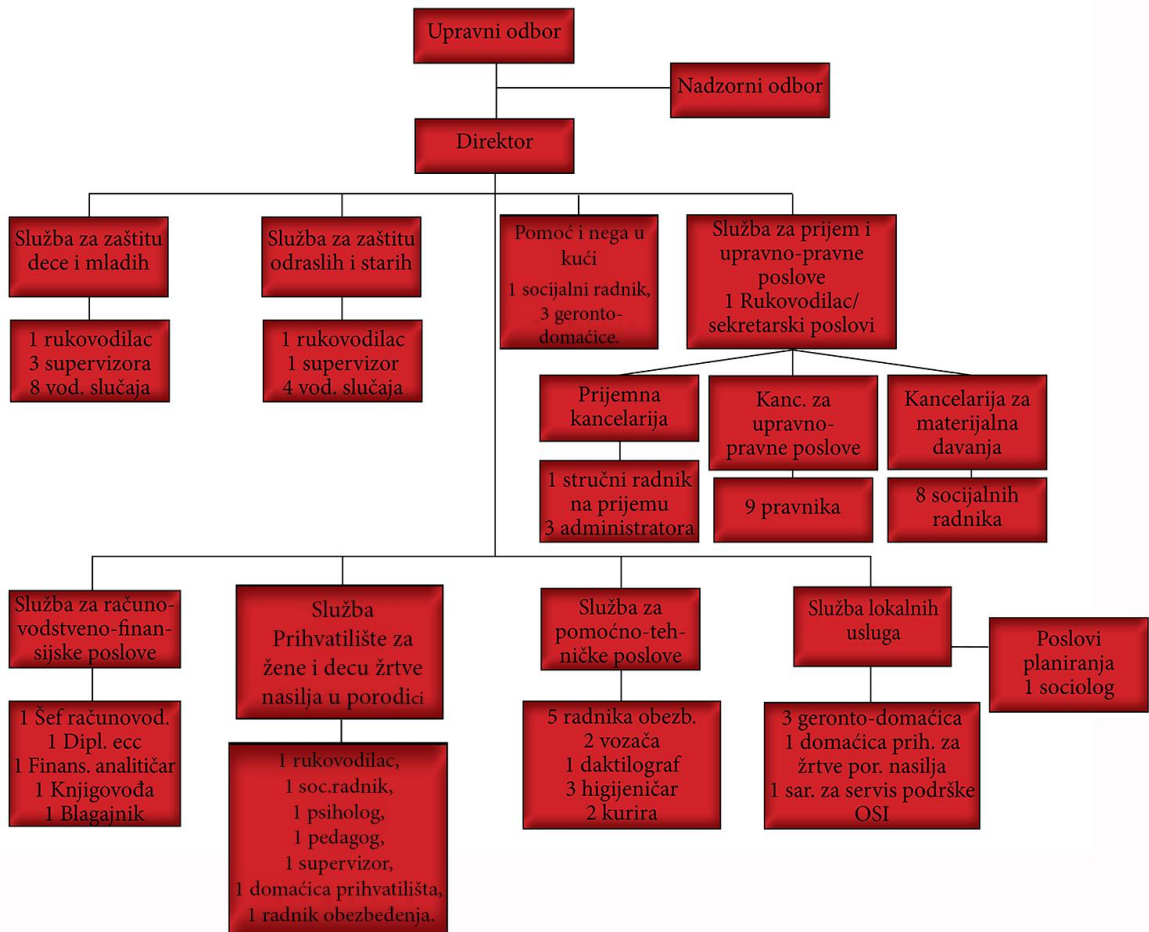 Upravni odbor
Nadzorni odbor
Direktor
Služba za zaštitu
dece i mladih
1 rukovodilac
3 supervizora
8 vod. slučaja
Služba za zaštitu
odraslih i starih
1 rukovodilac
1 supervizor
4 vod. slučaja
Pomoć i nega u
kući
1 socijalni radnik,
3 geronto-
domaćice.
Služba za prijem i
upravno-pravne
poslove
1 Rukovodilac/
sekretarski poslovi
Prijemna
kancelarija
1 stručni radnik
na prijemu
3 administratora
Kanc. za
upravno-
pravne poslove
9 pravnika
Kancelarija za
materijalna
davanja
8 socijalnih
radnika
Služba za računo-
vodstveno-finan-
sijske poslove
1 Šef računovod.
1 Dipl. ecc
1 Finans. analitičar
1 Knjigovođa
1 Blagajnik
Služba
Prihvatilište za
žene i decu žrtve
nasilja u porodici
1 rukovodilac,
1 soc.radnik,
1 psiholog,
1 pedagog,
1 supervizor,
1 domaćica prihvatilišta,
1 radnik obezbeđenja.
Služba za
pomoćno-teh-
ničke poslove
5 radnika obezb.
2 vozača
1 daktilograf
3 higijeničar
2 kurira
Služba lokalnih
usluga
3 geronto-domaćica
1 domaćica prih. za
žrtve por. nasilja
1 sar. za servis podrške
OSI
Poslovi
planiranja
1 sociolog